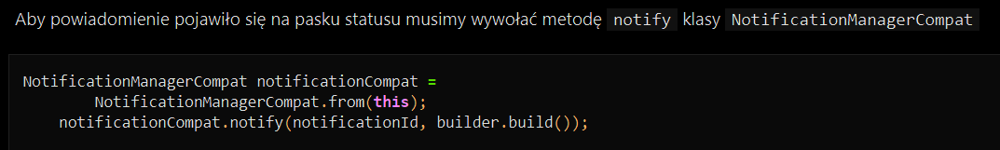 Aby powiadomienie pojawiło się na pasku statusu musimy wywołać metodę notify klasy NotificationManagerCompat
NotificationManagerCompat notificationCompat =
NotificationManagerCompat.from(this);
notificationCompat.notify(notificationId, builder.build());